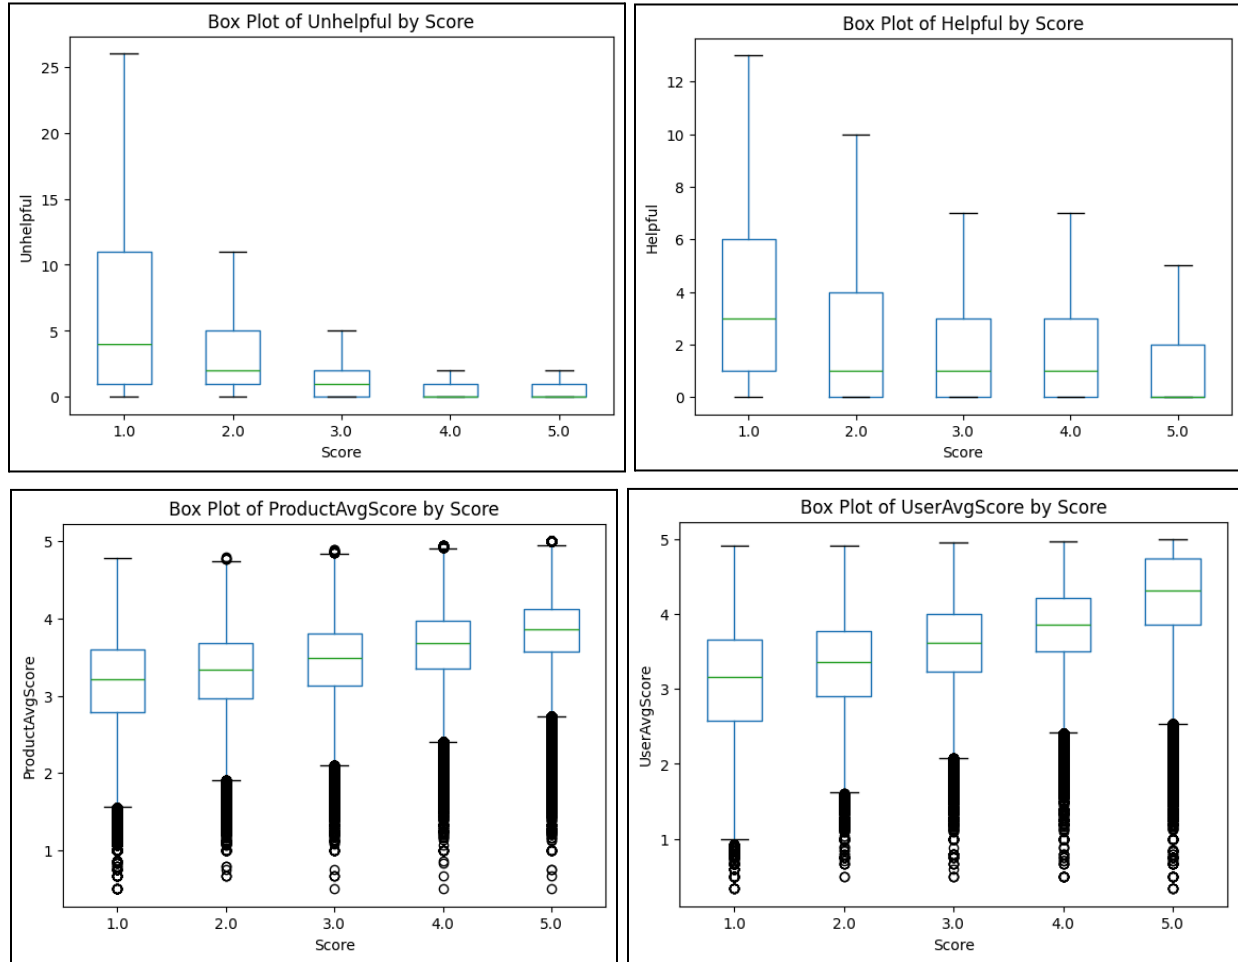 Box Plot of Unhelpful by Score
25
20
15
10
5
0
Unhelpful
1.0 2.0 3.0 4.0 5.0
Score
Box Plot of Helpful by Score
12
10
8
6
4
2
0
Helpful
1.0 2.0 3.0 4.0 5.0
Score
Box Plot of ProductAvgScore by Score
5
4
3
2
1
ProductAvgScore
1.0 2.0 3.0 4.0 5.0
Score
Box Plot of UserAvgScore by Score
5
4
3
2
1
UserAvgScore
1.0 2.0 3.0 4.0 5.0
Score